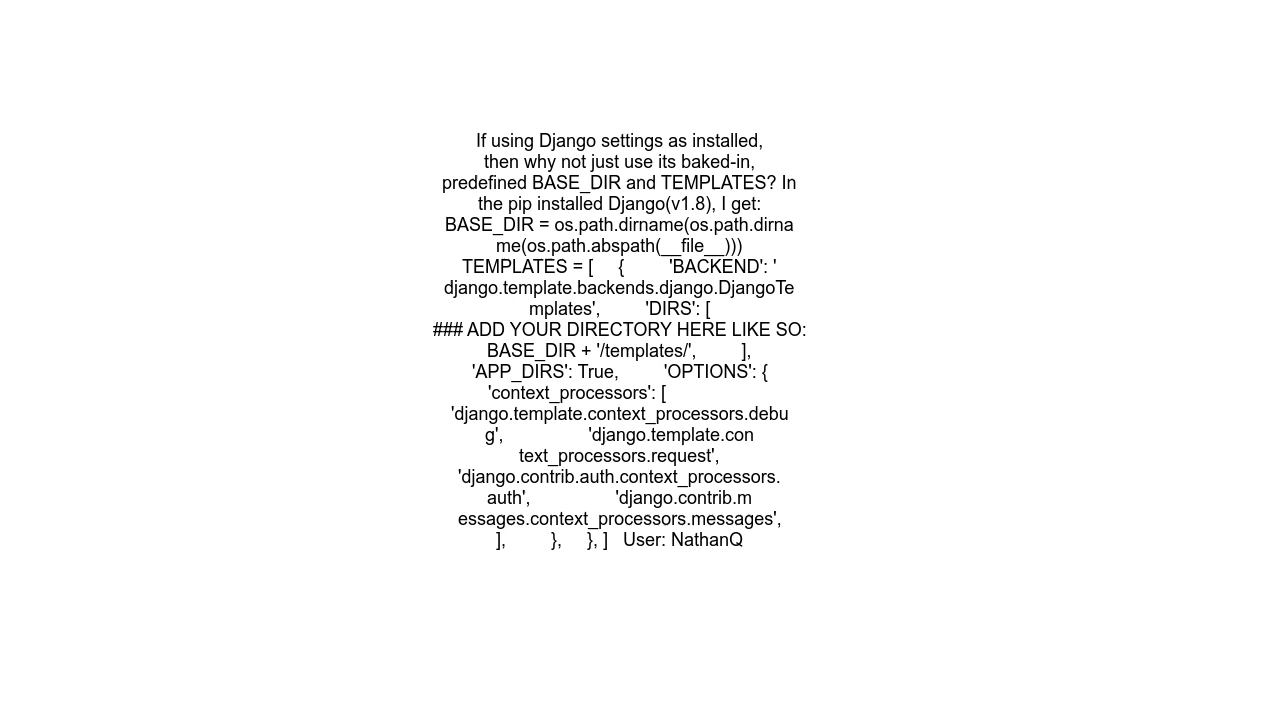 If using Django settings as installed,
then why not just use its baked-in,
predefined BASE_DIR and TEMPLATES? In
the pip installed Django(v1.8), I get:
BASE_DIR = os.path.dirname(os.path.dirna
me(os.path.abspath(__file__)))
TEMPLATES = [     {         'BACKEND': '
django.template.backends.django.DjangoTe
mplates',         'DIRS': [
### ADD YOUR DIRECTORY HERE LIKE SO:
BASE_DIR + '/templates/',         ],
'APP_DIRS': True,         'OPTIONS': {
'context_processors': [
'django.template.context_processors.debu
g',                 'django.template.con
text_processors.request',
'django.contrib.auth.context_processors.
auth',                 'django.contrib.m
essages.context_processors.messages',
],         },     }, ]   User: NathanQ